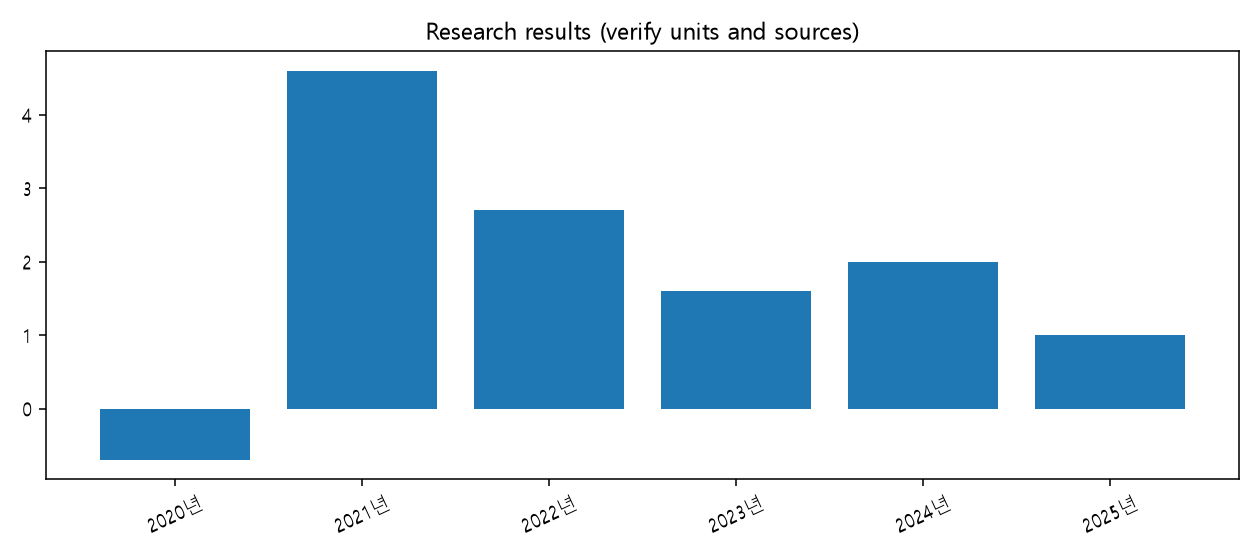 Research results (verify units and sources)
4
3
2
1
0
2020년
2021년
2022년
2023년
2024년
2025년